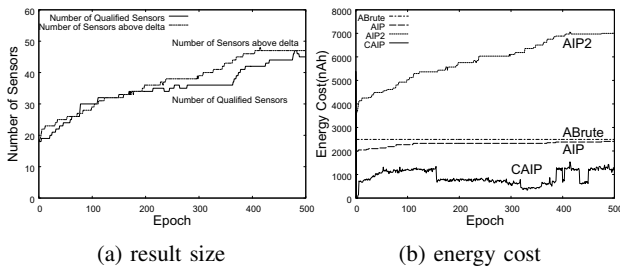 Number of Qualified Sensors
Number of Sensors above delta
Number of Sensors above delta
Number of Qualified Sensors
Number of Sensors
60
50
40
30
20
10
0
0 100 200 300 400 500
Epoch
(a) result size
ABrute
AIP
AIP2
CAIP
AIP2
ABrute
AIP
CAIP
Energy Cost(nAh)
8000
7000
6000
5000
4000
3000
2000
1000
0
0 100 200 300 400 500
Epoch
(b) energy cost